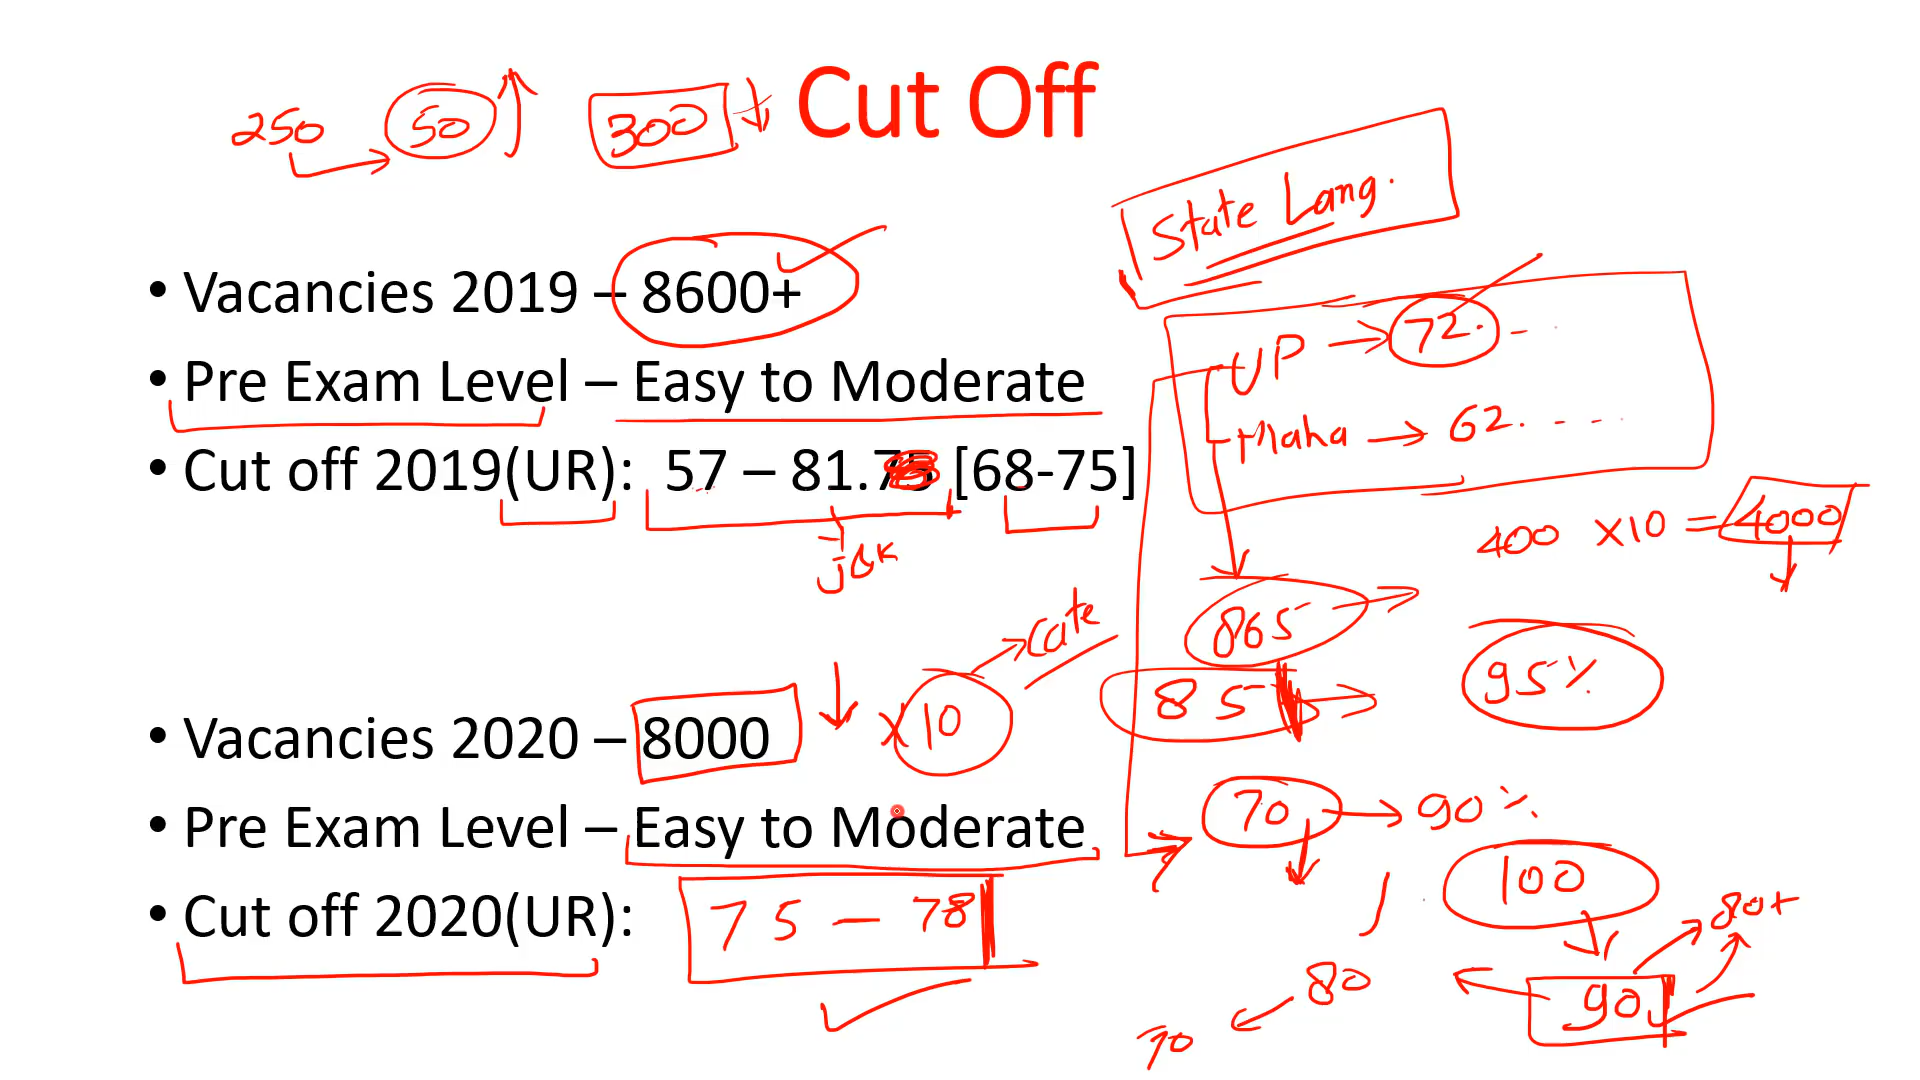 250 50 300 Cut Off
State Lang.
• Vacancies 2019 – 8600+
UP → 72. - -
• Pre Exam Level – Easy to Moderate
Maha → 62. - - - -
• Cut off 2019(UR): 57 – 81.7 [68-75]
400 x10 = 4000
J&K
865
Cate
85
95%
• Vacancies 2020 – 8000 x10
70 → 90%
• Pre Exam Level – Easy to Moderate
100
• Cut off 2020(UR): 75 – 78
80+
80
90
70